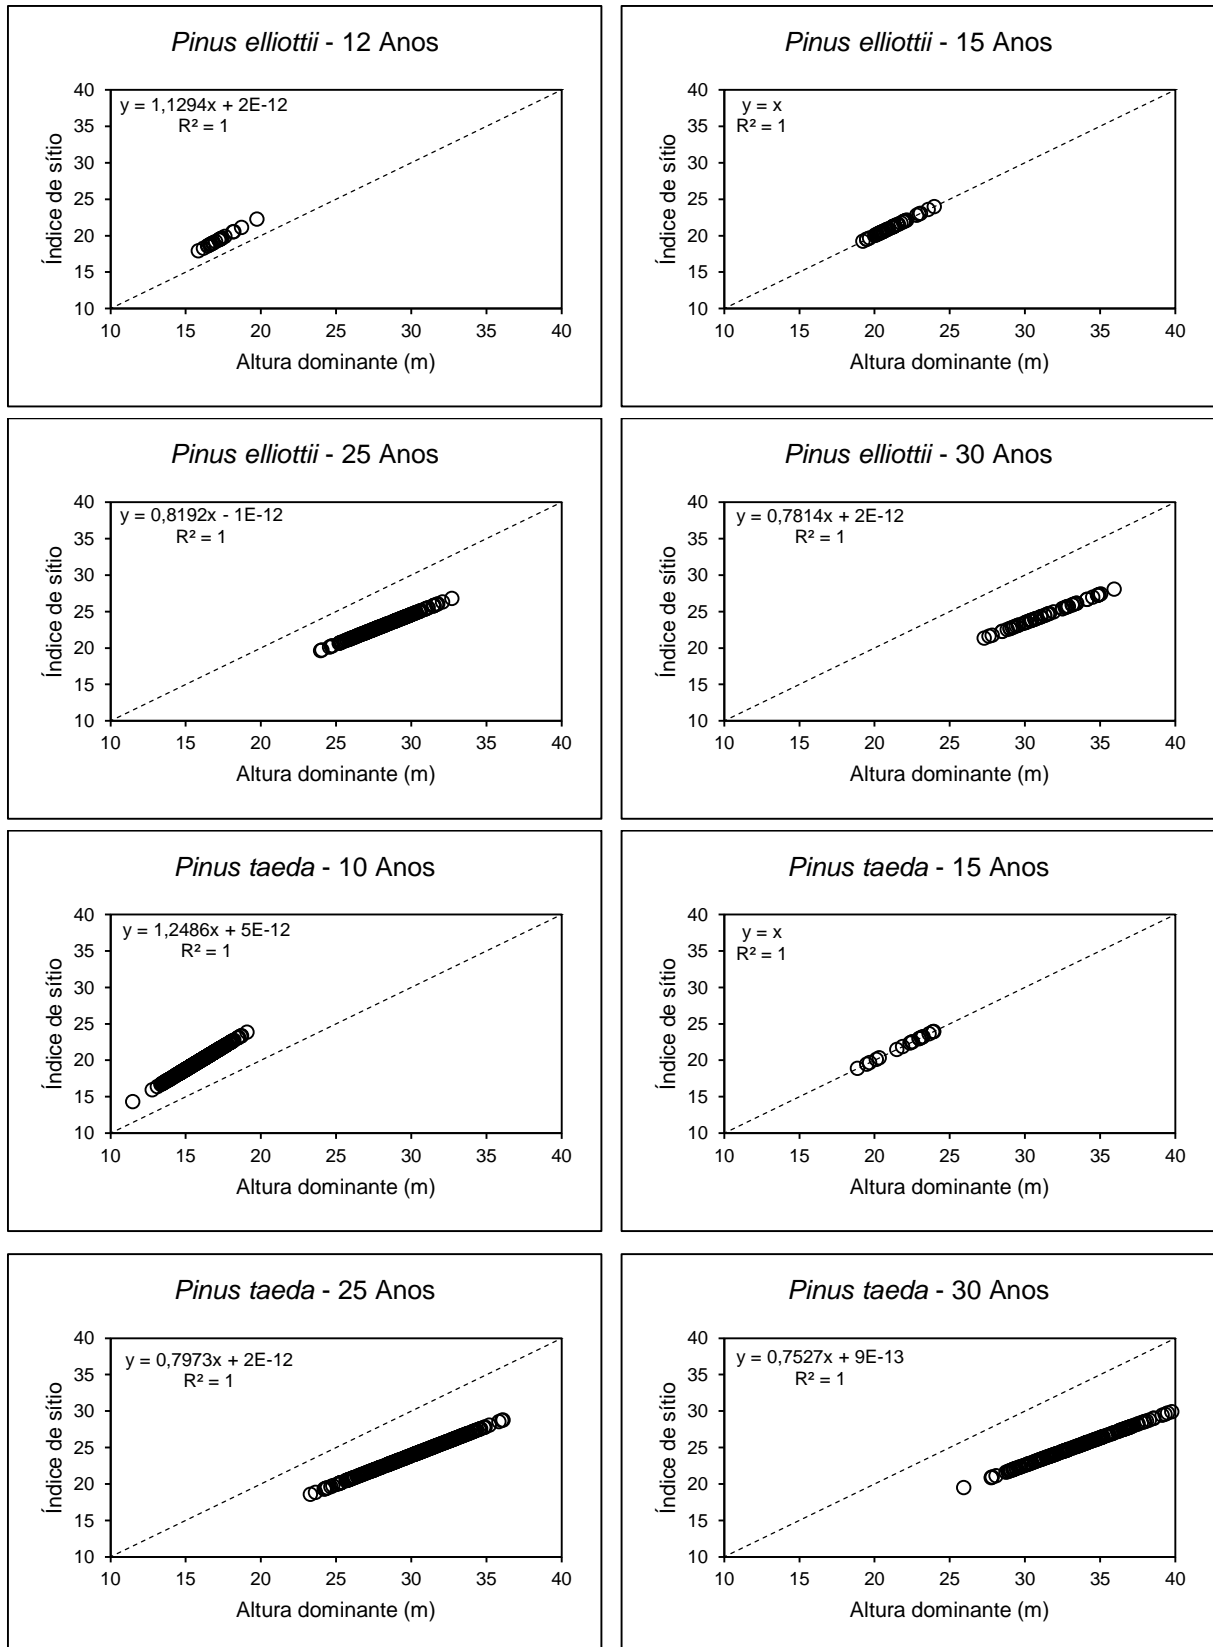 Pinus elliottii - 12 Anos
y = 1,1294x + 2E-12
R² = 1
Índice de sítio
40
35
30
25
20
15
10
10 15 20 25 30 35 40
Altura dominante (m)
Pinus elliottii - 15 Anos
y = x
R² = 1
Índice de sítio
40
35
30
25
20
15
10
10 15 20 25 30 35 40
Altura dominante (m)
Pinus elliottii - 25 Anos
y = 0,8192x - 1E-12
R² = 1
Índice de sítio
40
35
30
25
20
15
10
10 15 20 25 30 35 40
Altura dominante (m)
Pinus elliottii - 30 Anos
y = 0,7814x + 2E-12
R² = 1
Índice de sítio
40
35
30
25
20
15
10
10 15 20 25 30 35 40
Altura dominante (m)
Pinus taeda - 10 Anos
y = 1,2486x + 5E-12
R² = 1
Índice de sítio
40
35
30
25
20
15
10
10 15 20 25 30 35 40
Altura dominante (m)
Pinus taeda - 15 Anos
y = x
R² = 1
Índice de sítio
40
35
30
25
20
15
10
10 15 20 25 30 35 40
Altura dominante (m)
Pinus taeda - 25 Anos
y = 0,7973x + 2E-12
R² = 1
Índice de sítio
40
35
30
25
20
15
10
10 15 20 25 30 35 40
Altura dominante (m)
Pinus taeda - 30 Anos
y = 0,7527x + 9E-13
R² = 1
Índice de sítio
40
35
30
25
20
15
10
10 15 20 25 30 35 40
Altura dominante (m)